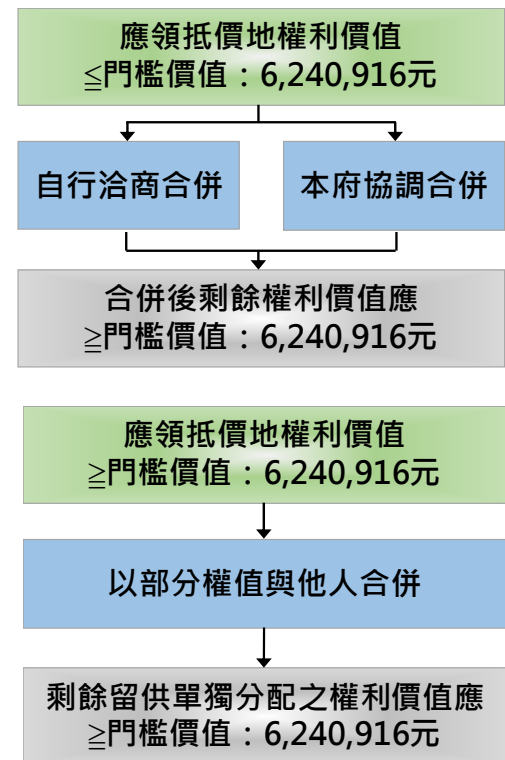 應領抵價地權利價值
≦門檻價值：6,240,916元
自行洽商合併
本府協調合併
合併後剩餘權利價值應
≧門檻價值：6,240,916元
應領抵價地權利價值
≧門檻價值：6,240,916元
以部分權值與他人合併
剩餘留供單獨分配之權利價值應
≧門檻價值：6,240,916元